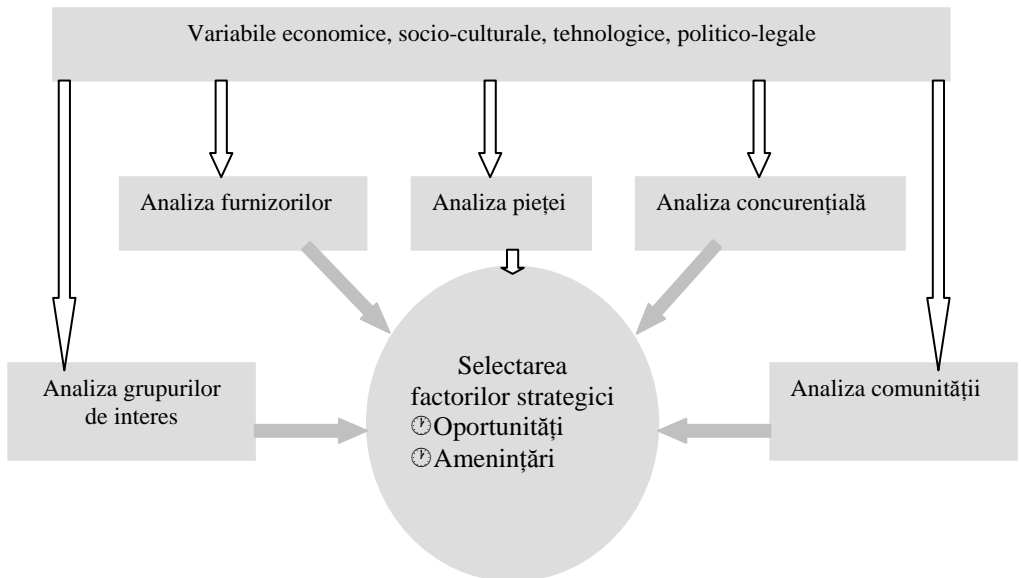 Variabile economice, socio-culturale, tehnologice, politico-legale
Analiza furnizorilor
Analiza pieței
Analiza concurențială
Analiza grupurilor
de interes
Selectarea
factorilor strategici
🕐Oportunități
🕐Amenințări
Analiza comunității